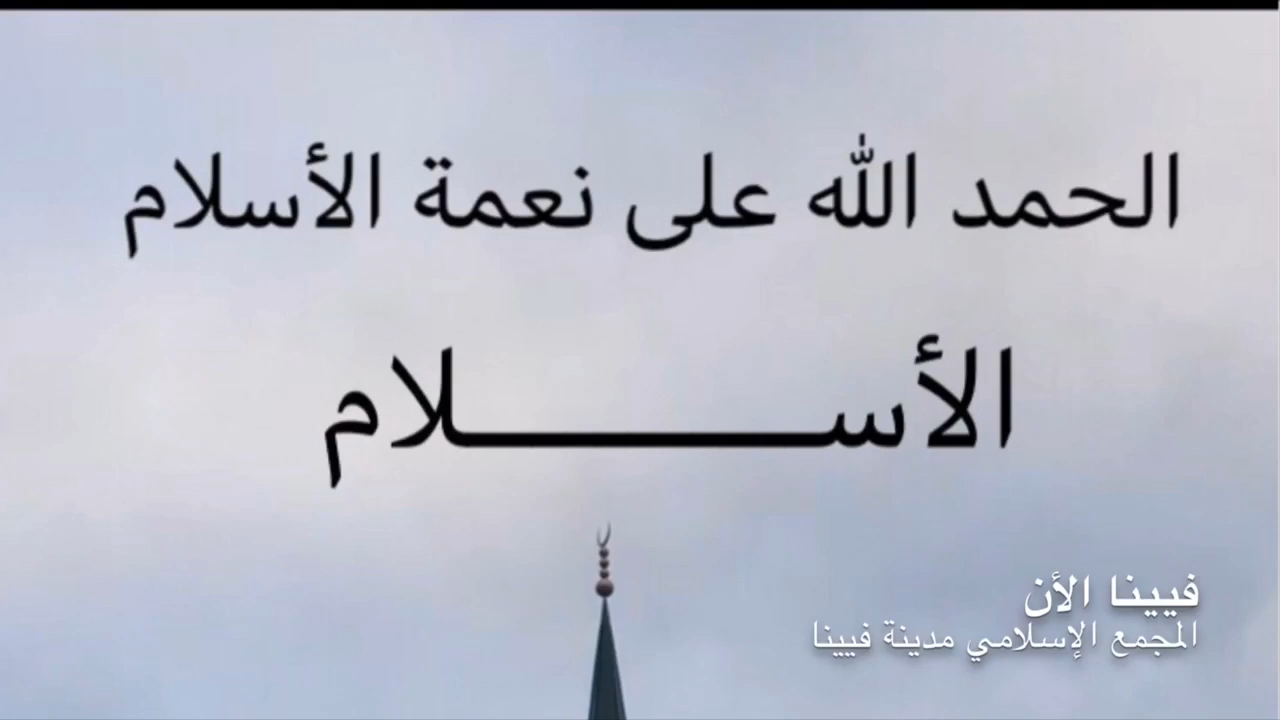 الحمد الله على نعمة الأسلام
الأســـــــــلام
فيينا الأن
المجمع الإسلامي مدينة فيينا